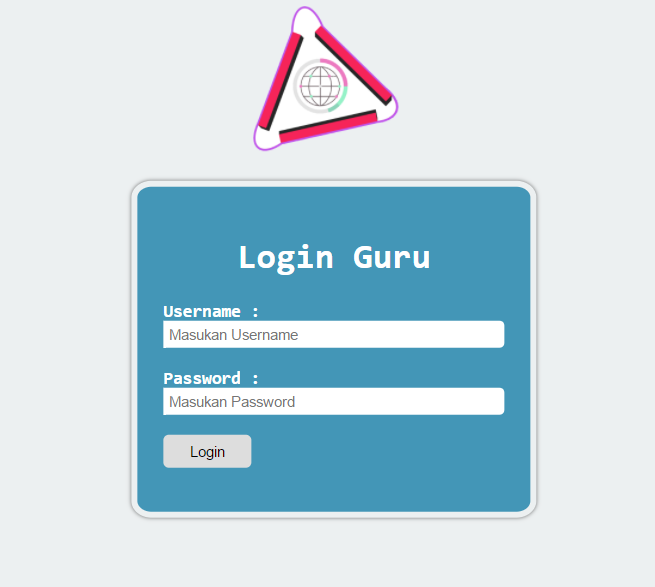 Login Guru
Username :
Masukan Username
Password :
Masukan Password
Login